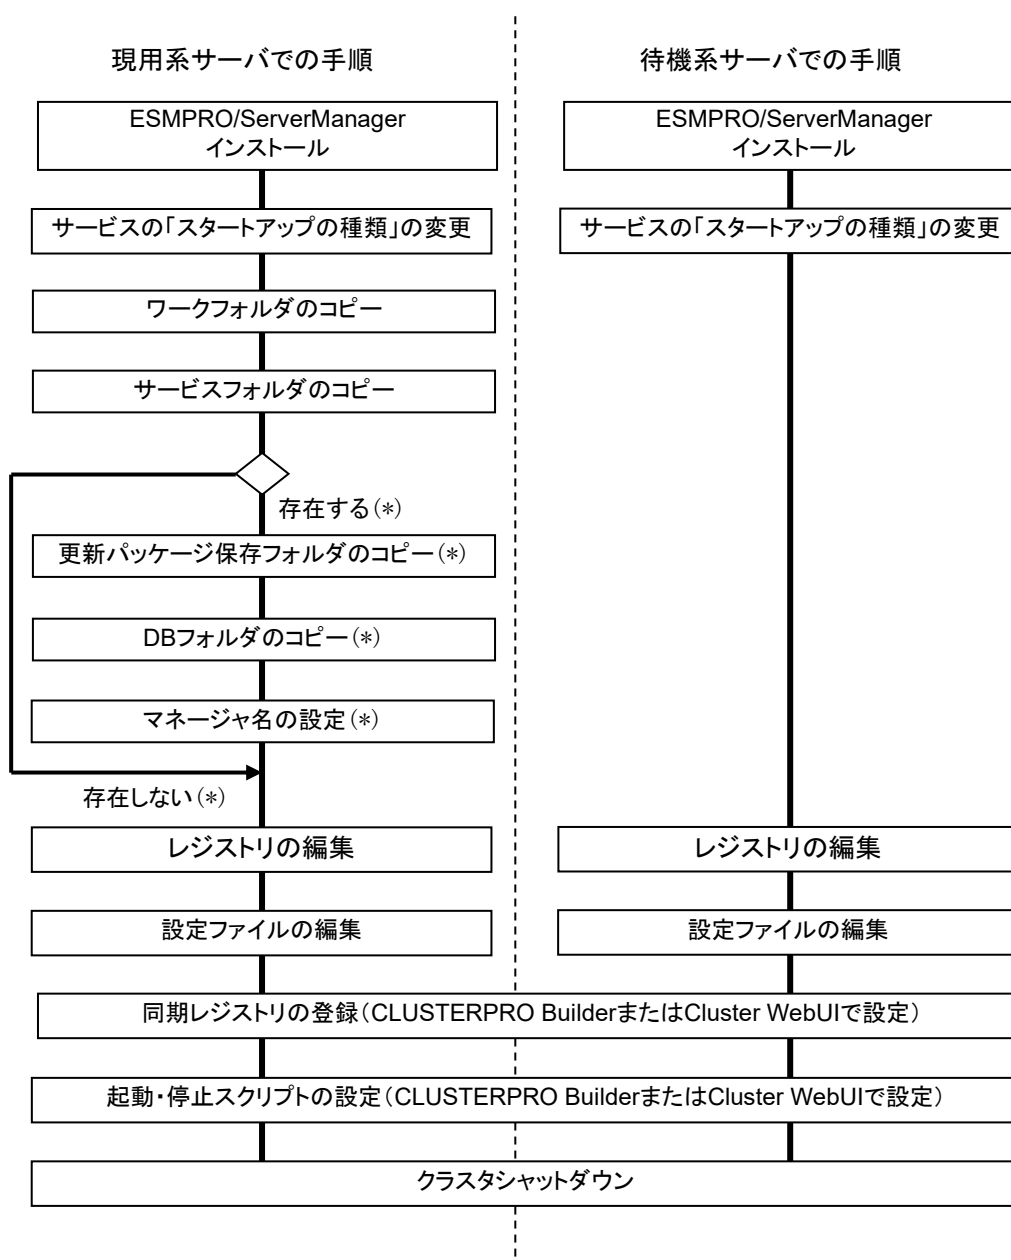 現用系サーバでの手順
待機系サーバでの手順
ESMPRO/ServerManager
インストール
ESMPRO/ServerManager
インストール
サービスの「スタートアップの種類」の変更
サービスの「スタートアップの種類」の変更
ワークフォルダのコピー
サービスフォルダのコピー
存在する(*)
更新パッケージ保存フォルダのコピー(*)
DBフォルダのコピー(*)
マネージャ名の設定(*)
存在しない(*)
レジストリの編集
レジストリの編集
設定ファイルの編集
設定ファイルの編集
同期レジストリの登録(CLUSTERPRO BuilderまたはCluster WebUIで設定)
起動・停止スクリプトの設定(CLUSTERPRO BuilderまたはCluster WebUIで設定)
クラスタシャットダウン